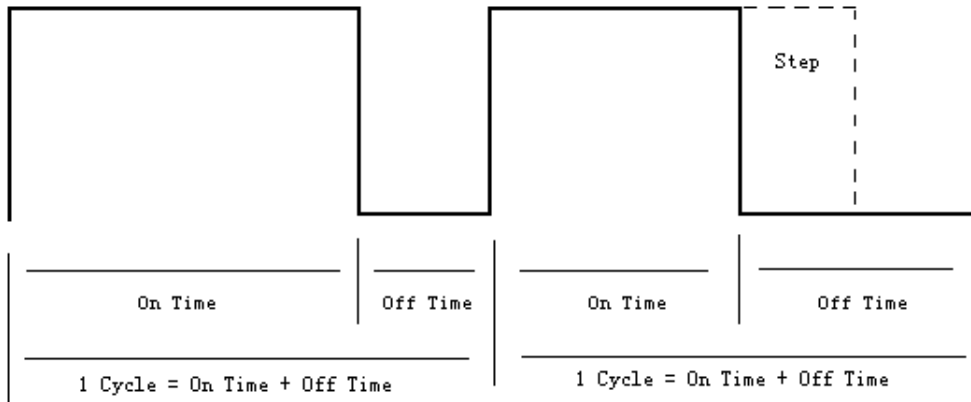 Step
On Time
Off Time
On Time
Off Time
1 Cycle = On Time + Off Time
1 Cycle = On Time + Off Time